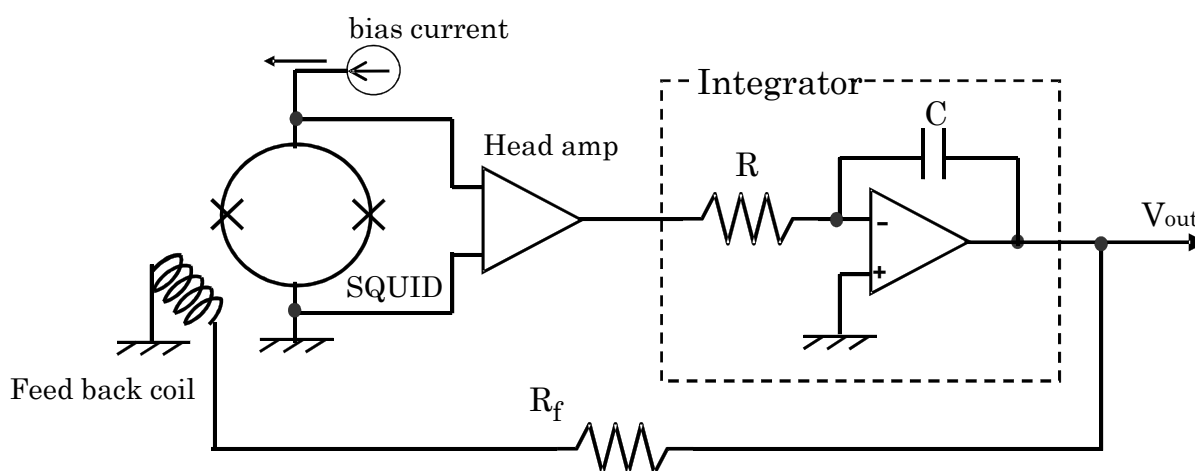 bias current
Integrator
C
Head amp
R
Vout
-
+
SQUID
Feed back coil
Rf